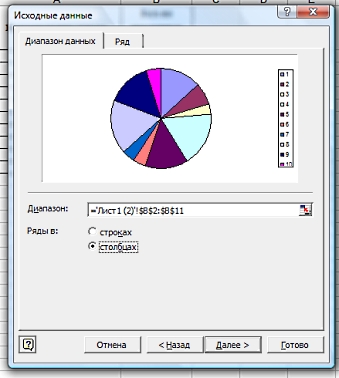 Исходные данные
Диапазон данных
Ряд
1
2
3
4
5
6
7
8
9
10
Диапазон:
='Лист1 (2)'!$B$2:$B$11
Ряды в:
строках
столбцах
Отмена
< Назад
Далее >
Готово